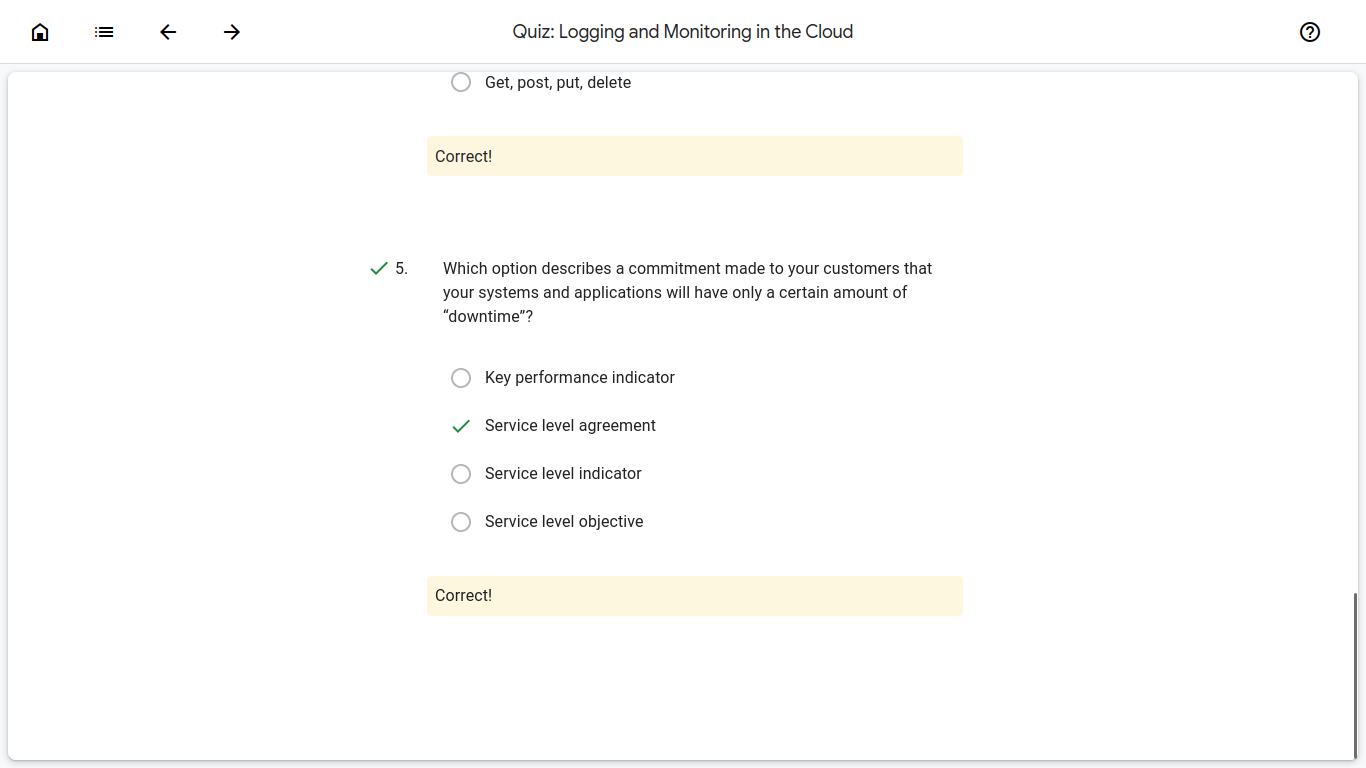 Quiz: Logging and Monitoring in the Cloud
Get, post, put, delete
Correct!
5.
Which option describes a commitment made to your customers that
your systems and applications will have only a certain amount of
“downtime”?
Key performance indicator
Service level agreement
Service level indicator
Service level objective
Correct!